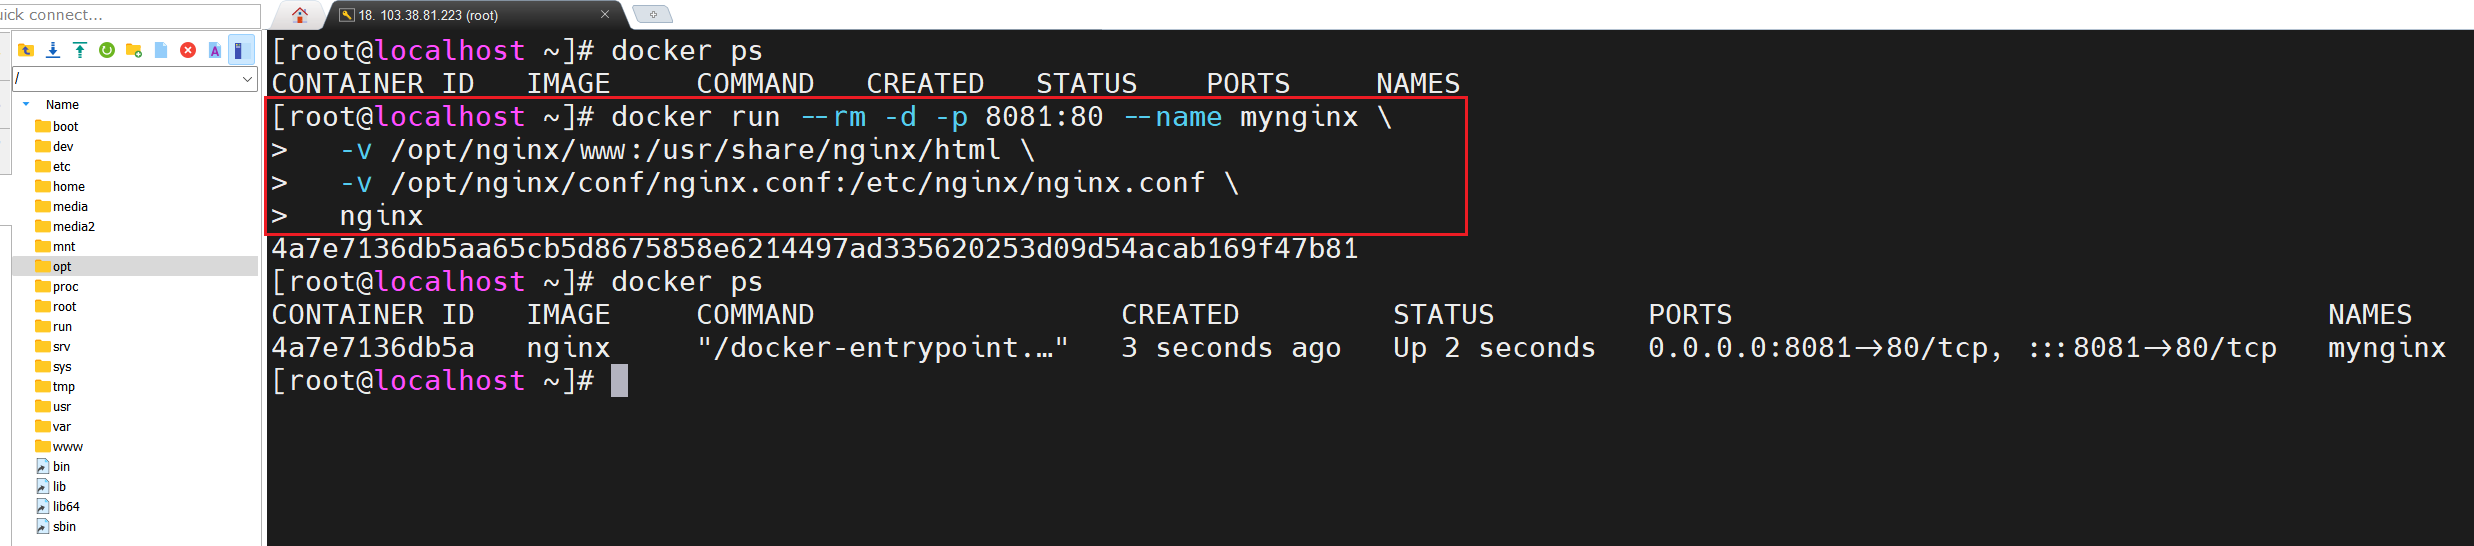 uick connect...
18. 103.38.81.223 (root)
/
Name
boot
dev
etc
home
media
media2
mnt
opt
proc
root
run
srv
sys
tmp
usr
var
www
bin
lib
lib64
sbin
[root@localhost ~]# docker ps
CONTAINER ID   IMAGE     COMMAND   CREATED   STATUS    PORTS     NAMES
[root@localhost ~]# docker run --rm -d -p 8081:80 --name mynginx \
>   -v /opt/nginx/www:/usr/share/nginx/html \
>   -v /opt/nginx/conf/nginx.conf:/etc/nginx/nginx.conf \
>   nginx
4a7e7136db5aa65cb5d8675858e6214497ad335620253d09d54acab169f47b81
[root@localhost ~]# docker ps
CONTAINER ID   IMAGE     COMMAND                  CREATED         STATUS         PORTS                                   NAMES
4a7e7136db5a   nginx     "/docker-entrypoint.…"   3 seconds ago   Up 2 seconds   0.0.0.0:8081->80/tcp, :::8081->80/tcp   mynginx
[root@localhost ~]#